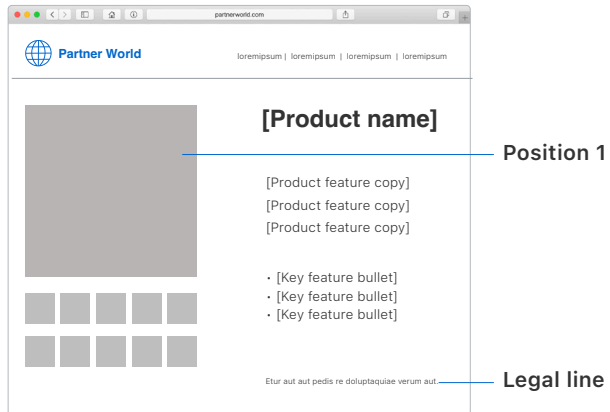 partnerworld.com
Partner World
loremipsum | loremipsum | loremipsum | loremipsum
[Product name]
Position 1
[Product feature copy]
[Product feature copy]
[Product feature copy]
• [Key feature bullet]
• [Key feature bullet]
• [Key feature bullet]
Etur aut aut pedis re doluptaquiae verum aut.
Legal line